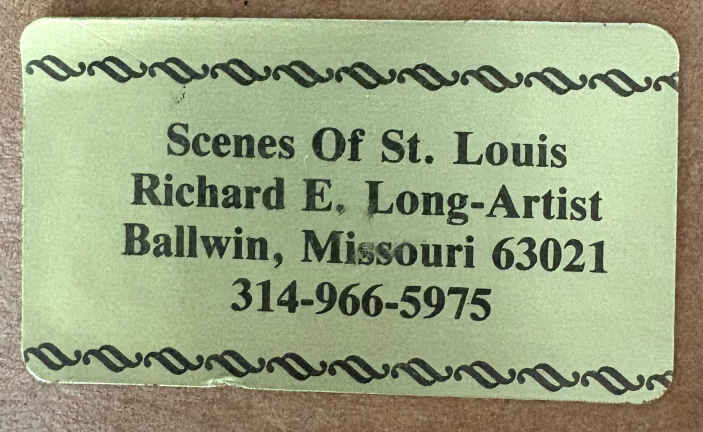 Scenes Of St. Louis
Richard E. Long-Artist
Ballwin, Missouri 63021
314-966-5975